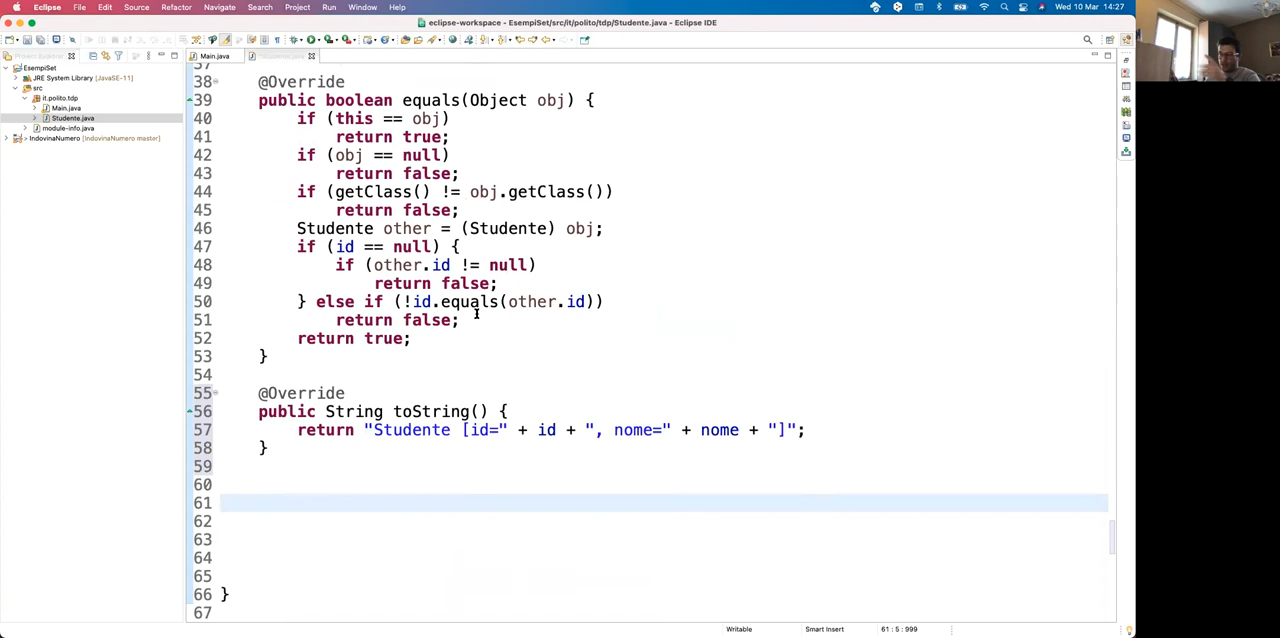 Eclipse File Edit Source Refactor Navigate Search Project Run Window Help Wed 10 Mar 14:27
eclipse-workspace - EsempiSet/src/it/polito/tdp/Studente.java - Eclipse IDE
Main.java
EsempiSet
JRE System Library [JavaSE-11]
src
it.polito.tdp
Main.java
Studente.java
module-info.java
> IndovinaNumero [IndovinaNumero master]
37
38 @Override
39 public boolean equals(Object obj) {
40 if (this == obj)
41 return true;
42 if (obj == null)
43 return false;
44 if (getClass() != obj.getClass())
45 return false;
46 Studente other = (Studente) obj;
47 if (id == null) {
48 if (other.id != null)
49 return false;
50 } else if (!id.equals(other.id))
51 return false;
52 return true;
53 }
54
55 @Override
56 public String toString() {
57 return "Studente [id=" + id + ", nome=" + nome + "]";
58 }
59
60
61
62
63
64
65
66 }
67
Writable Smart Insert 61 : 5 : 999